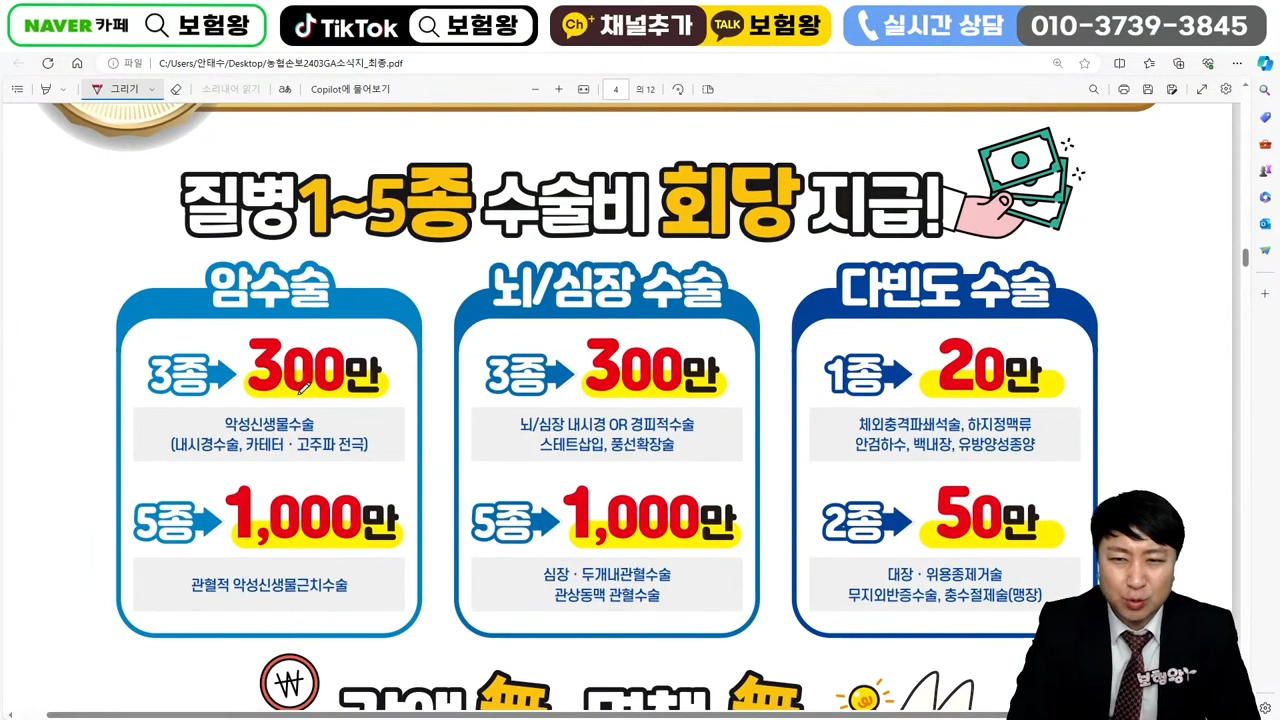 NAVER 카페 보험왕
TikTok 보험왕
Ch+ 채널추가 TALK 보험왕
실시간 상담 010-3739-3845
파일 C:/Users/안태수/Desktop/농협손보2403GA소식지_최종.pdf
그리기 소리내어 읽기 aあ Copilot에 물어보기 4 의 12
질병1~5종 수술비 회당 지급!
암수술
3종 300만
악성신생물수술
(내시경수술, 카테터 · 고주파 전극)
5종 1,000만
관혈적 악성신생물근치수술
뇌/심장 수술
3종 300만
뇌/심장 내시경 OR 경피적수술
스테트삽입, 풍선확장술
5종 1,000만
심장 · 두개내관혈수술
관상동맥 관혈수술
다빈도 수술
1종 20만
체외충격파쇄석술, 하지정맥류
안검하수, 백내장, 유방양성종양
2종 50만
대장 · 위용종제거술
무지외반증수술, 충수절제술(맹장)
₩
無 無
보험왕